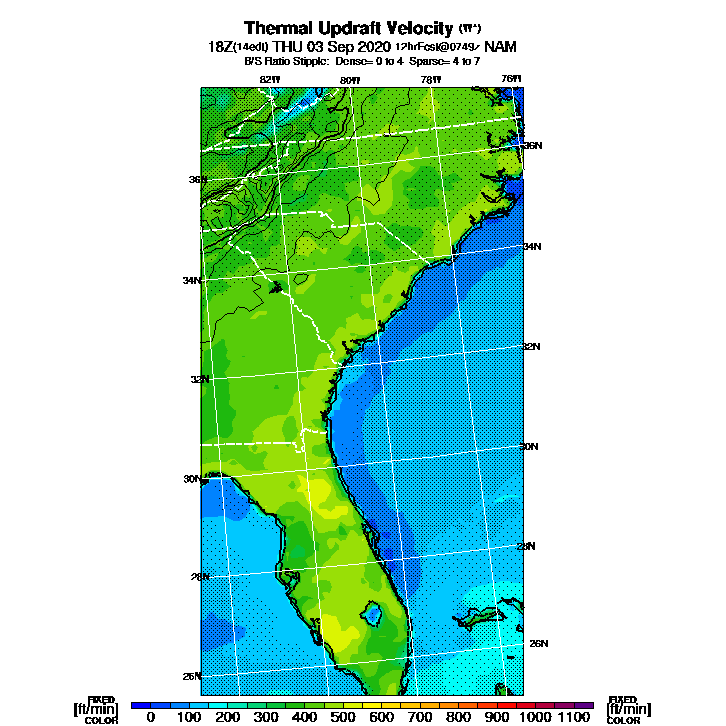 Thermal Updraft Velocity (W*)
18Z(14edt) THU 03 Sep 2020 12hrFcst@0749z NAM
B/S Ratio Stipple: Dense= 0 to 4 Sparse= 4 to 7
82W 80W 78W 76W
36N
36N
34N
34N
32N
32N
30N
30N
28N
28N
26N
26N
FIXED [ft/min] COLOR
0 100 200 300 400 500 600 700 800 900 1000 1100
FIXED [ft/min] COLOR